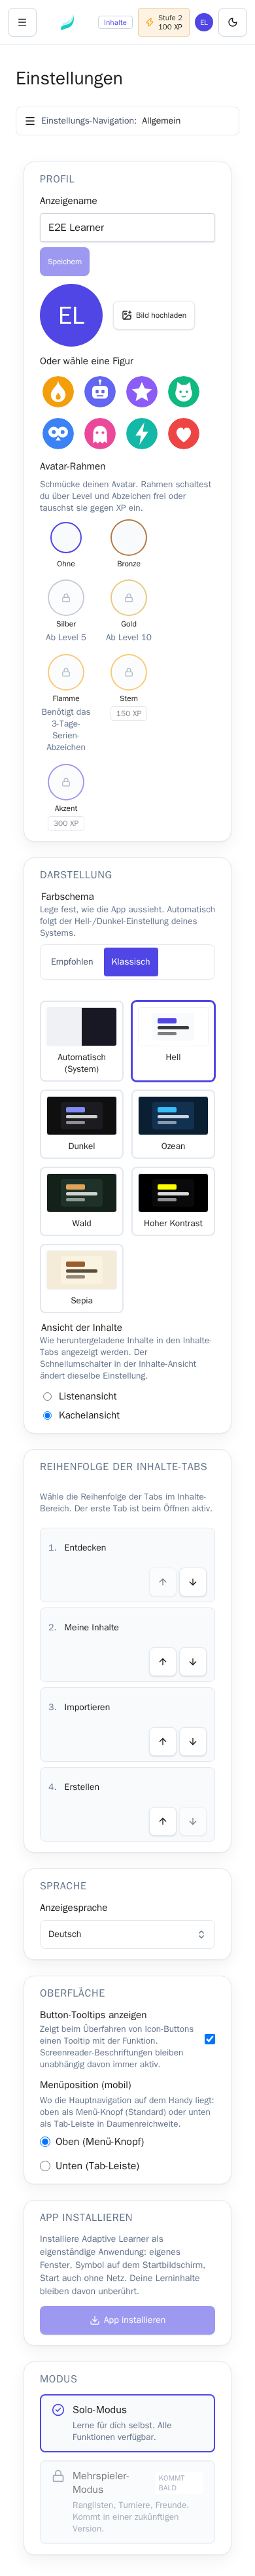 Inhalte
Stufe 2
100 XP
EL
Einstellungen
Einstellungs-Navigation: Allgemein
PROFIL
Anzeigename
E2E Learner
Speichern
EL
Bild hochladen
Oder wähle eine Figur
Avatar-Rahmen
Schmücke deinen Avatar. Rahmen schaltest
du über Level und Abzeichen frei oder
tauschst sie gegen XP ein.
Ohne
Bronze
Silber
Ab Level 5
Gold
Ab Level 10
Flamme
Benötigt das
3-Tage-
Serien-
Abzeichen
Stern
150 XP
Akzent
300 XP
DARSTELLUNG
Farbschema
Lege fest, wie die App aussieht. Automatisch
folgt der Hell-/Dunkel-Einstellung deines
Systems.
Empfohlen
Klassisch
Automatisch
(System)
Hell
Dunkel
Ozean
Wald
Hoher Kontrast
Sepia
Ansicht der Inhalte
Wie heruntergeladene Inhalte in den Inhalte-
Tabs angezeigt werden. Der
Schnellumschalter in der Inhalte-Ansicht
ändert dieselbe Einstellung.
Listenansicht
Kachelansicht
REIHENFOLGE DER INHALTE-TABS
Wähle die Reihenfolge der Tabs im Inhalte-
Bereich. Der erste Tab ist beim Öffnen aktiv.
1. Entdecken
2. Meine Inhalte
3. Importieren
4. Erstellen
SPRACHE
Anzeigesprache
Deutsch
OBERFLÄCHE
Button-Tooltips anzeigen
Zeigt beim Überfahren von Icon-Buttons
einen Tooltip mit der Funktion.
Screenreader-Beschriftungen bleiben
unabhängig davon immer aktiv.
Menüposition (mobil)
Wo die Hauptnavigation auf dem Handy liegt:
oben als Menü-Knopf (Standard) oder unten
als Tab-Leiste in Daumenreichweite.
Oben (Menü-Knopf)
Unten (Tab-Leiste)
APP INSTALLIEREN
Installiere Adaptive Learner als
eigenständige Anwendung: eigenes
Fenster, Symbol auf dem Startbildschirm,
Start auch ohne Netz. Deine Lerninhalte
bleiben davon unberührt.
App installieren
MODUS
Solo-Modus
Lerne für dich selbst. Alle
Funktionen verfügbar.
Mehrspieler-
Modus
KOMMT
BALD
Ranglisten, Turniere, Freunde.
Kommt in einer zukünftigen
Version.